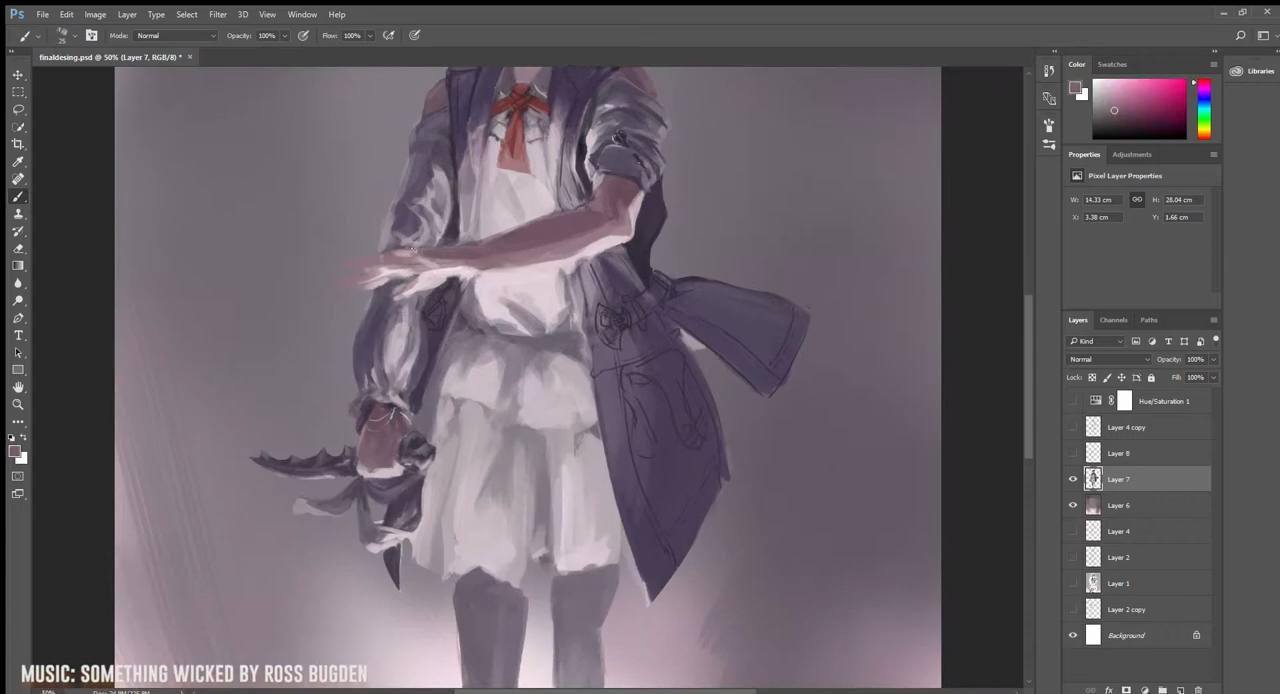 Ps File Edit Image Layer Type Select Filter 3D View Window Help
25 Mode: Normal Opacity: 100% Flow: 100%
finaldesing.psd @ 50% (Layer 7, RGB/8) * ×
Color Swatches
Libraries
Properties Adjustments
Pixel Layer Properties
W: 14.33 cm H: 28.04 cm
X: 3.38 cm Y: 1.66 cm
Layers Channels Paths
Kind
Normal Opacity: 100%
Lock: Fill: 100%
Hue/Saturation 1
Layer 4 copy
Layer 8
Layer 7
Layer 6
Layer 4
Layer 2
Layer 1
Layer 2 copy
Background
fx
MUSIC: SOMETHING WICKED BY ROSS BUGDEN
50%